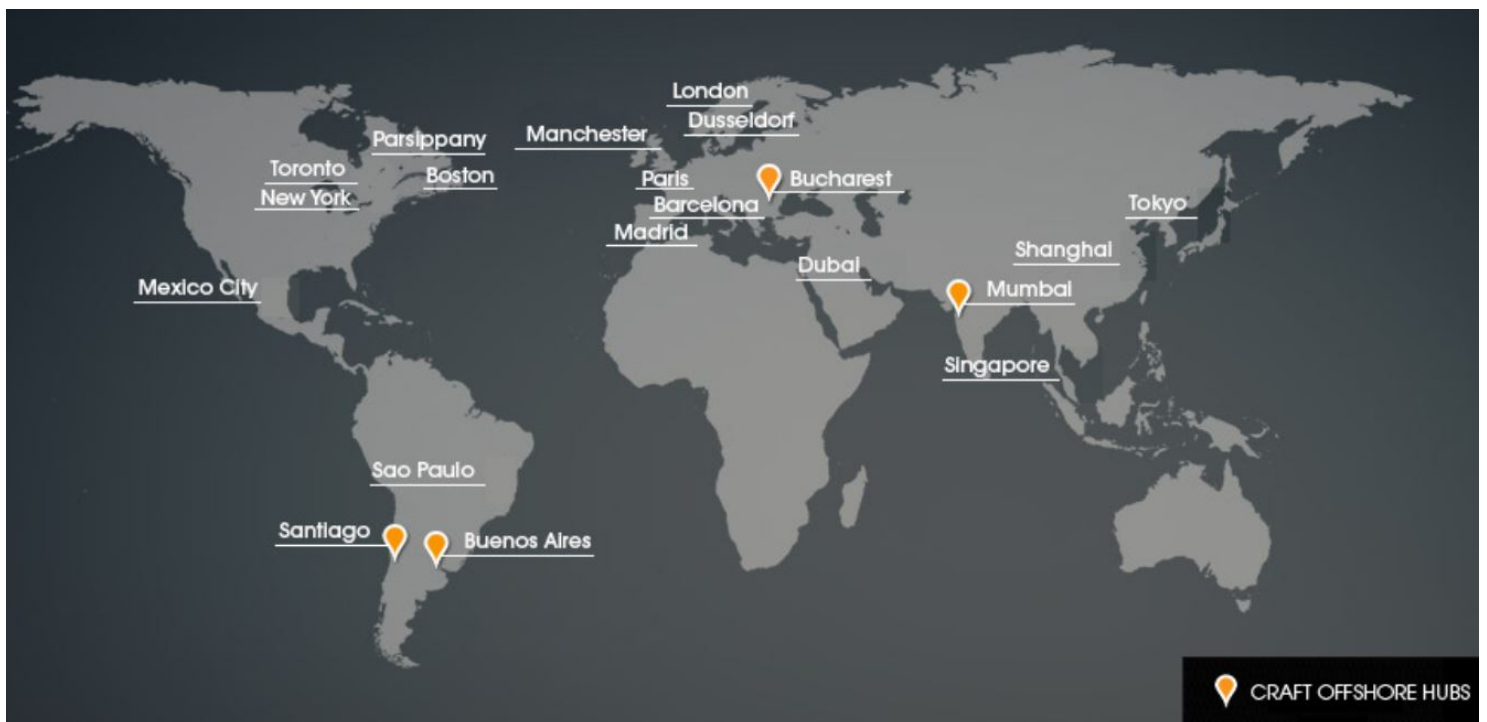 London
Dusseldorf
Manchester
Parsippany
Toronto
Boston
New York
Paris
Bucharest
Barcelona
Madrid
Tokyo
Shanghai
Dubai
Mexico City
Mumbai
Singapore
Sao Paulo
Santiago
Buenos Aires
CRAFT OFFSHORE HUBS